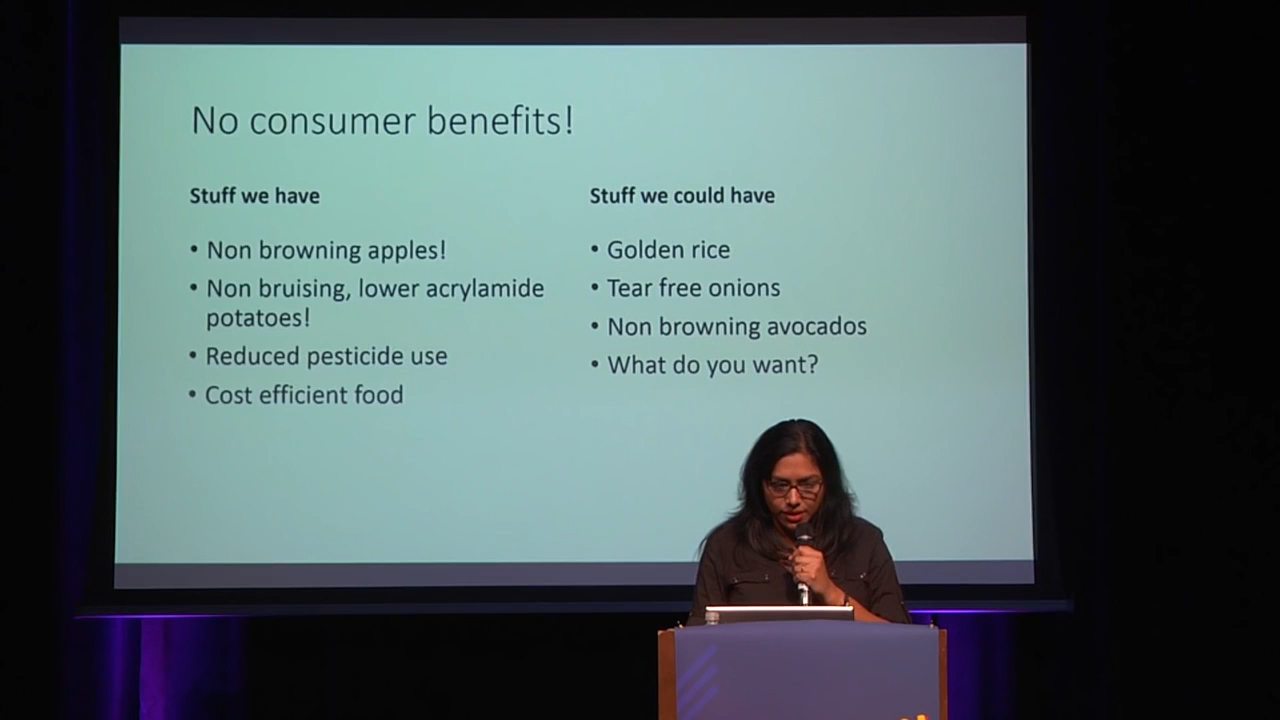 No consumer benefits!
Stuff we have
• Non browning apples!
• Non bruising, lower acrylamide
potatoes!
• Reduced pesticide use
• Cost efficient food
Stuff we could have
• Golden rice
• Tear free onions
• Non browning avocados
• What do you want?